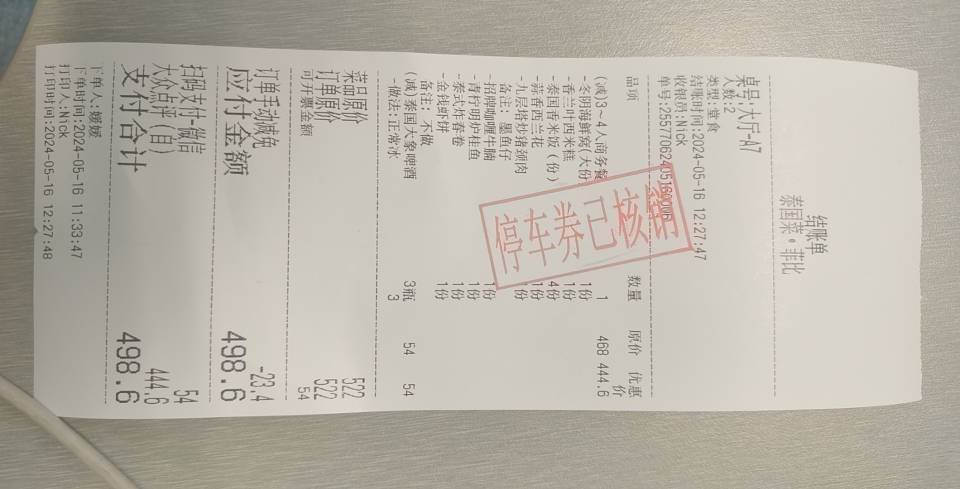 结账单
泰国菜·菲比
桌号:大厅-A7
人数:2
类型:堂食
结账时间:2024-05-16 12:27:47
收银员:Nick
单号:2557706240516000
品项 数量 原价 优惠价
(减)3~4人商务餐 1 468 444.6
-冬阴海鲜窝(大份) 1份
-香兰叶西米糕 1份
-泰国香米饭(份) 4份
-蒜香西兰花 1份
-九层塔炒猪颈肉 1份
备注: 墨鱼仔
-招牌咖喱牛腩 1份
-青柠明炉桂鱼 1份
-泰式炸春卷 1份
-金钱虾饼 1份
备注: 不做
(减)泰国大象啤酒 3瓶 54 54
-做法:正常冰 3
菜品原价 522
订单原价 522
可开票金额 54
订单手动减免 -23.4
应付金额 498.6
扫码支付-微信 54
大众点评(自) 444.6
支付合计 498.6
下单人:媛媛
下单时间:2024-05-16 11:33:47
打印人:Nick
打印时间:2024-05-16 12:27:48
停车券已核销